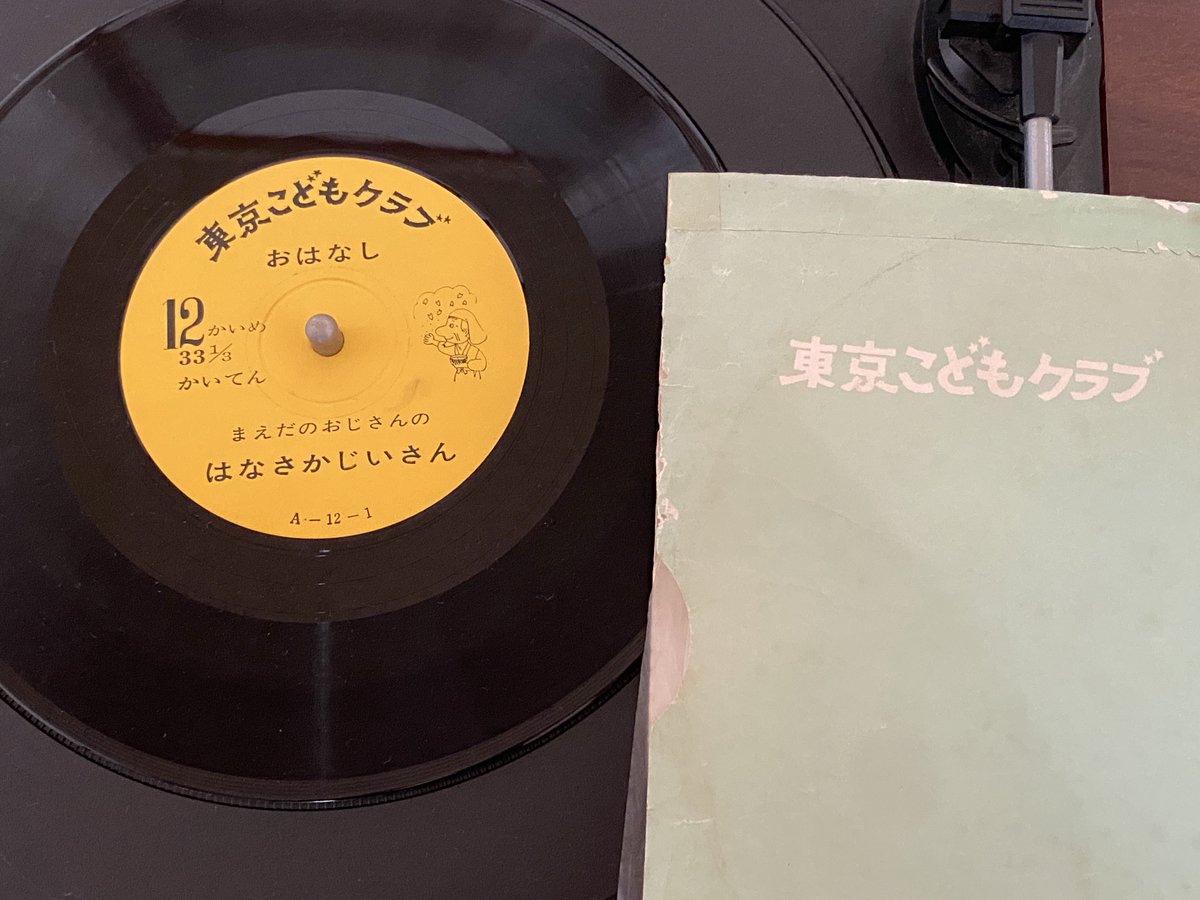 東京こどもクラブ
おはなし
12かいめ
33 1/3
かいてん
まえだのおじさんの
はなさかじいさん
A-12-1
東京こどもクラブ